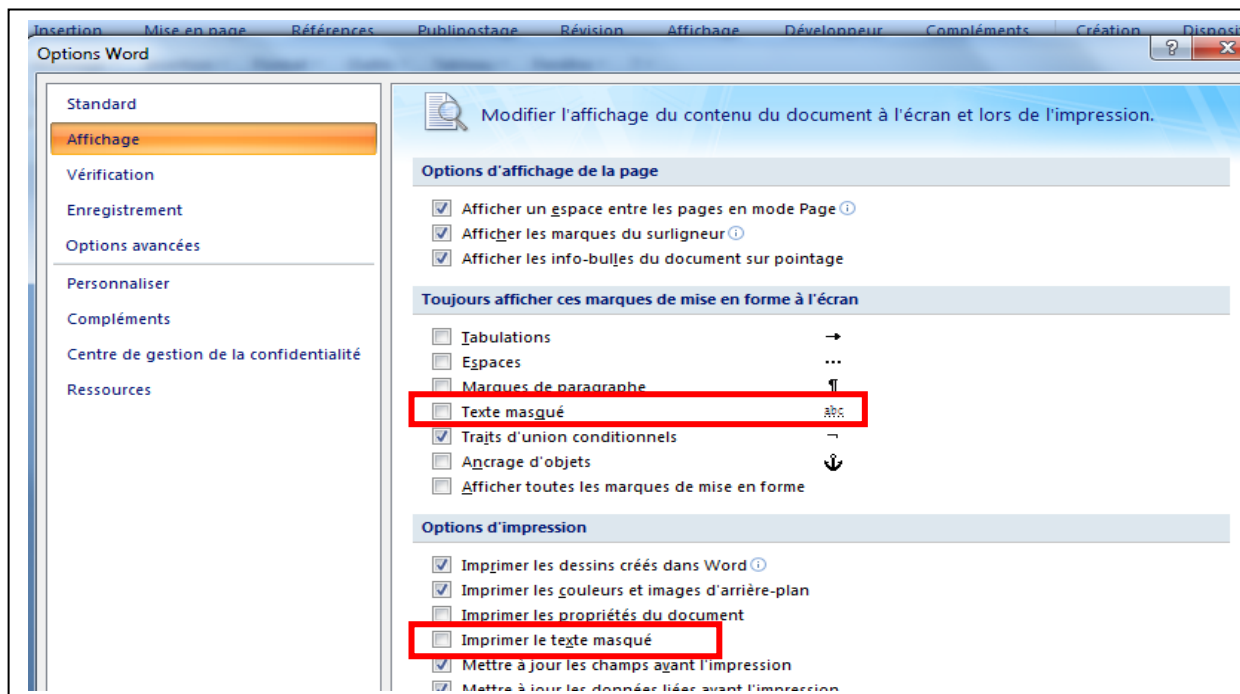 Insertion Mise en page Références Publipostage Révision Affichage Développeur Compléments Création Disposit
Options Word
Standard
Affichage
Vérification
Enregistrement
Options avancées
Personnaliser
Compléments
Centre de gestion de la confidentialité
Ressources
Modifier l'affichage du contenu du document à l'écran et lors de l'impression.
Options d'affichage de la page
Afficher un espace entre les pages en mode Page
Afficher les marques du surligneur
Afficher les info-bulles du document sur pointage
Toujours afficher ces marques de mise en forme à l'écran
Tabulations →
Espaces ...
Marques de paragraphe ¶
Texte masqué abc
Traits d'union conditionnels ¬
Ancrage d'objets
Afficher toutes les marques de mise en forme
Options d'impression
Imprimer les dessins créés dans Word
Imprimer les couleurs et images d'arrière-plan
Imprimer les propriétés du document
Imprimer le texte masqué
Mettre à jour les champs avant l'impression
Mettre à jour les données liées avant l'impression